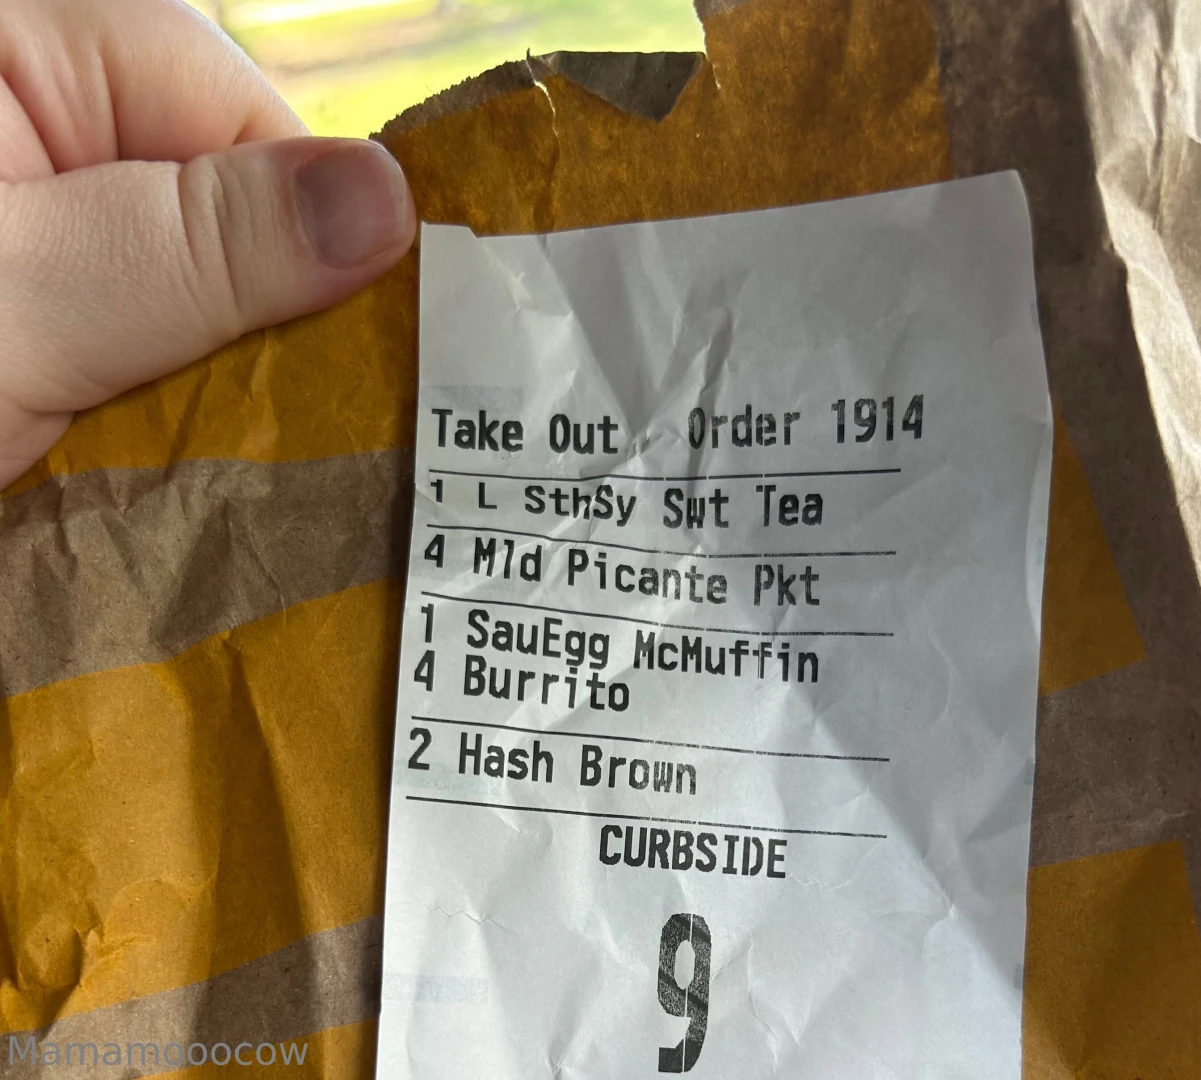 Take Out Order 1914
1 L SthSy Swt Tea
4 Mld Picante Pkt
1 SauEgg McMuffin
4 Burrito
2 Hash Brown
CURBSIDE
9
Mamamooocow